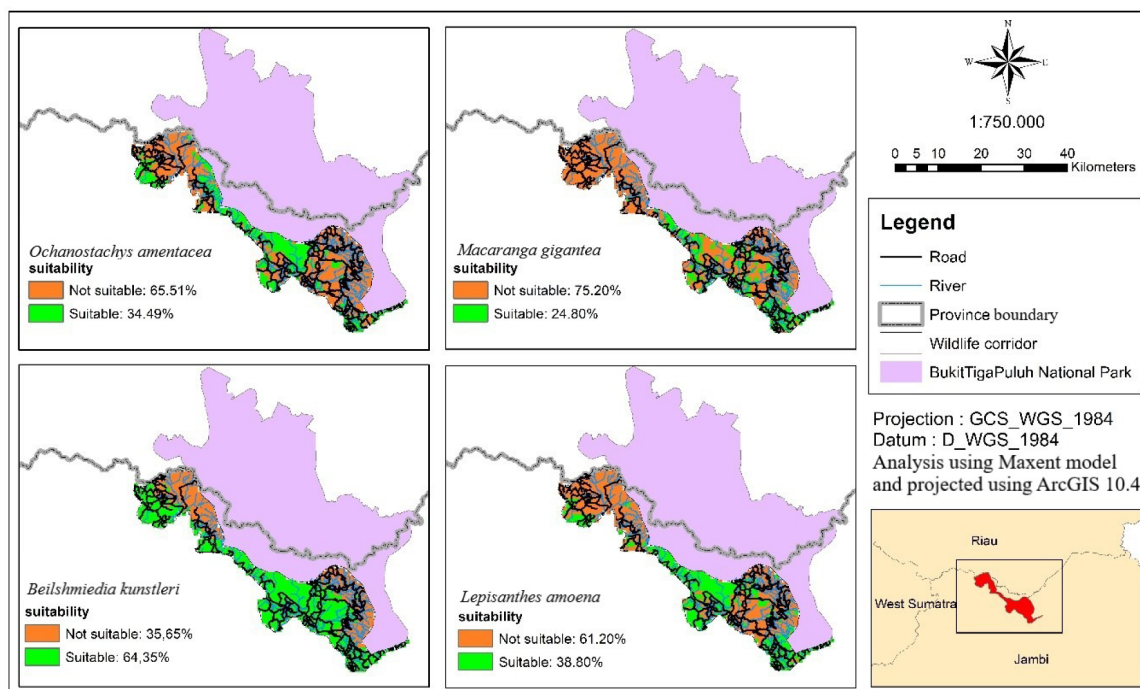 Ochanostachys amentacea
suitability
Not suitable: 65.51%
Suitable: 34.49%
Macaranga gigantea
suitability
Not suitable: 75.20%
Suitable: 24.80%
Beilshmiedia kunstleri
suitability
Not suitable: 35,65%
Suitable: 64,35%
Lepisanthes amoena
suitability
Not suitable: 61.20%
Suitable: 38.80%
N
W E
S
1:750.000
0 5 10 20 30 40
Kilometers
Legend
Road
River
Province boundary
Wildlife corridor
BukitTigaPuluh National Park
Projection : GCS_WGS_1984
Datum : D_WGS_1984
Analysis using Maxent model
and projected using ArcGIS 10.4
Riau
West Sumatra
Jambi